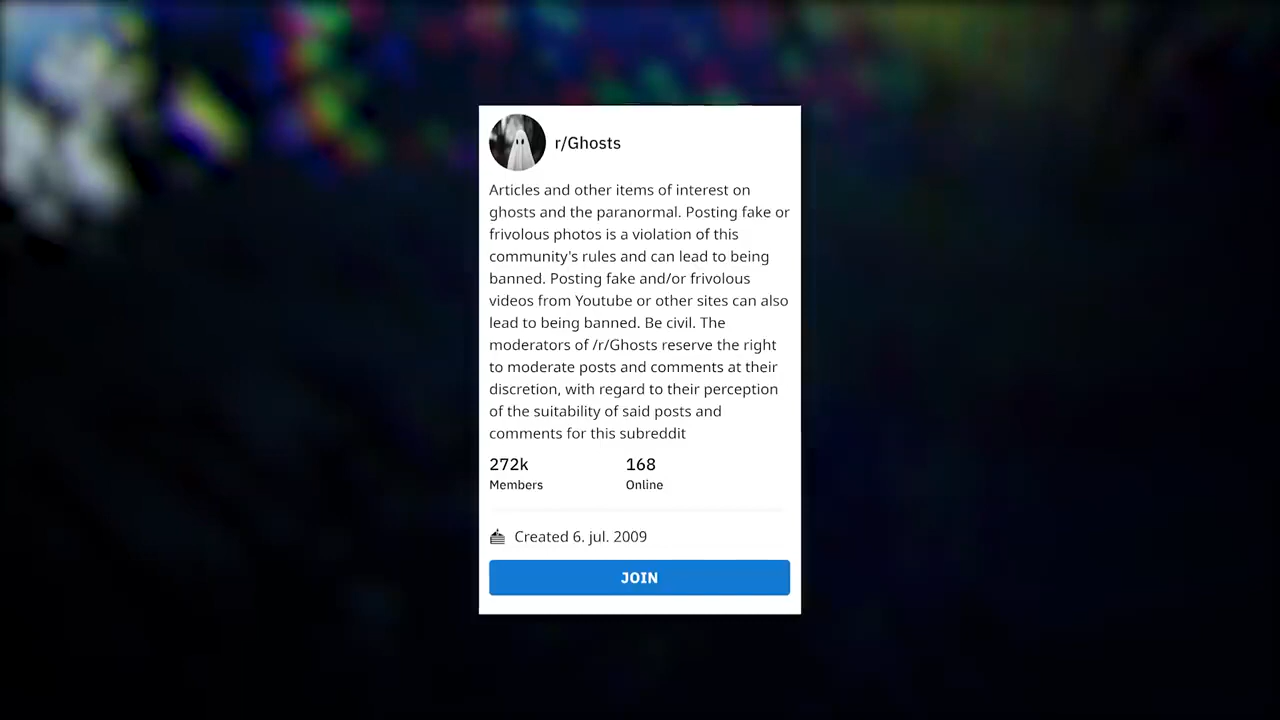 r/Ghosts
Articles and other items of interest on
ghosts and the paranormal. Posting fake or
frivolous photos is a violation of this
community's rules and can lead to being
banned. Posting fake and/or frivolous
videos from Youtube or other sites can also
lead to being banned. Be civil. The
moderators of /r/Ghosts reserve the right
to moderate posts and comments at their
discretion, with regard to their perception
of the suitability of said posts and
comments for this subreddit
272k 168
Members Online
Created 6. jul. 2009
JOIN